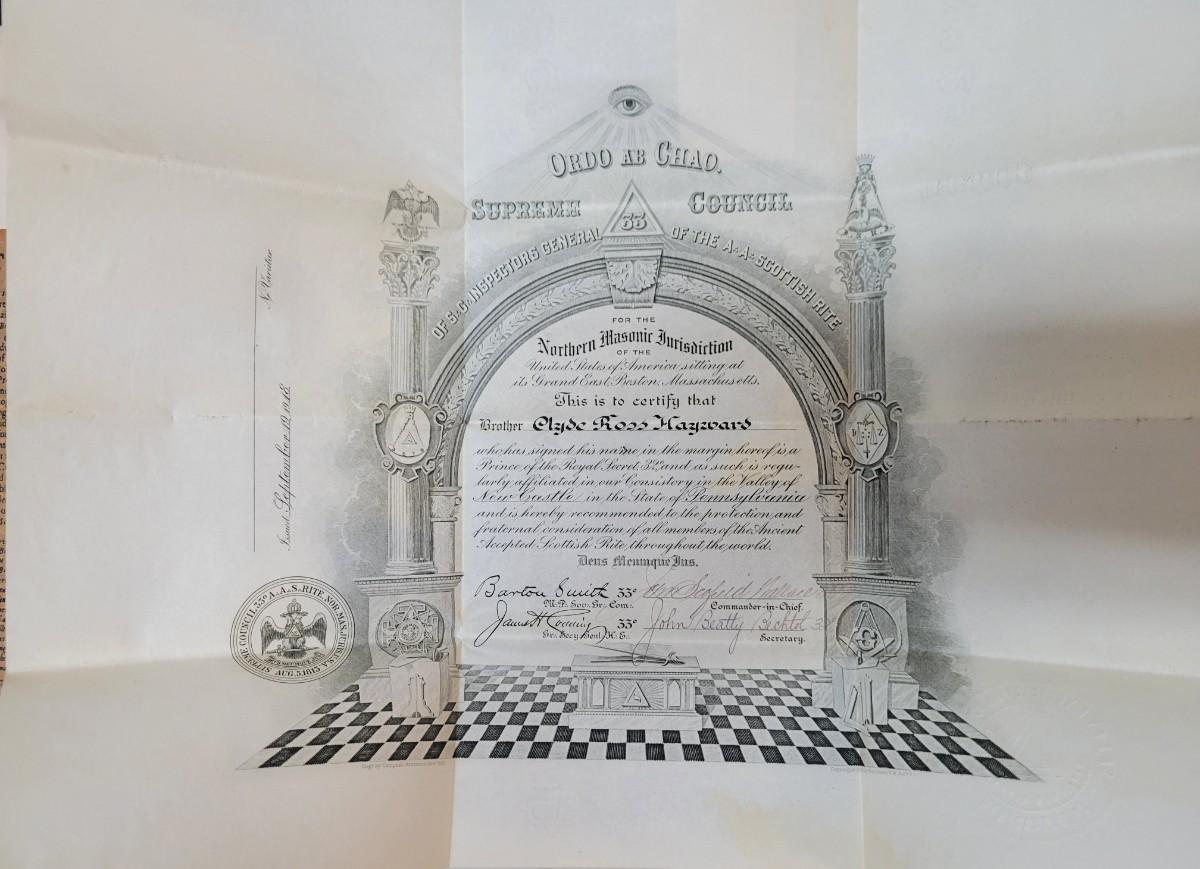 ORDO AB CHAO.
SUPREME COUNCIL
33
OF S∴G∴ INSPECTORS GENERAL OF THE A∴A∴ SCOTTISH RITE
FOR THE
Northern Masonic Jurisdiction
OF THE
United States of America, sitting at
its Grand East, Boston, Massachusetts.
This is to certify that
Brother Clyde Ross Hayward
who has signed his name in the margin hereof is a
Prince of the Royal Secret, 32° and as such is regu-
larly affiliated in our Consistory in the Valley of
New Castle in the State of Pennsylvania
and is hereby recommended to the protection and
fraternal consideration of all members of the Ancient
Accepted Scottish Rite, throughout the world.
Deus Meumque Jus.
Barton Smith 33°
M.P. Sov. Gr. Com.
Commander-in-Chief.
James H Codding 33°
John Beatty Bechtol
Gr. Secy Genl, H.E.
Secretary.
Ne Varietur
Issued September 19, 1918.
SUPREME COUNCIL 33° A.A.S. RITE, NOR. MAS. JURISD. U.S.A.
DEUS MEUMQUE JUS
AUG. 5. 1813